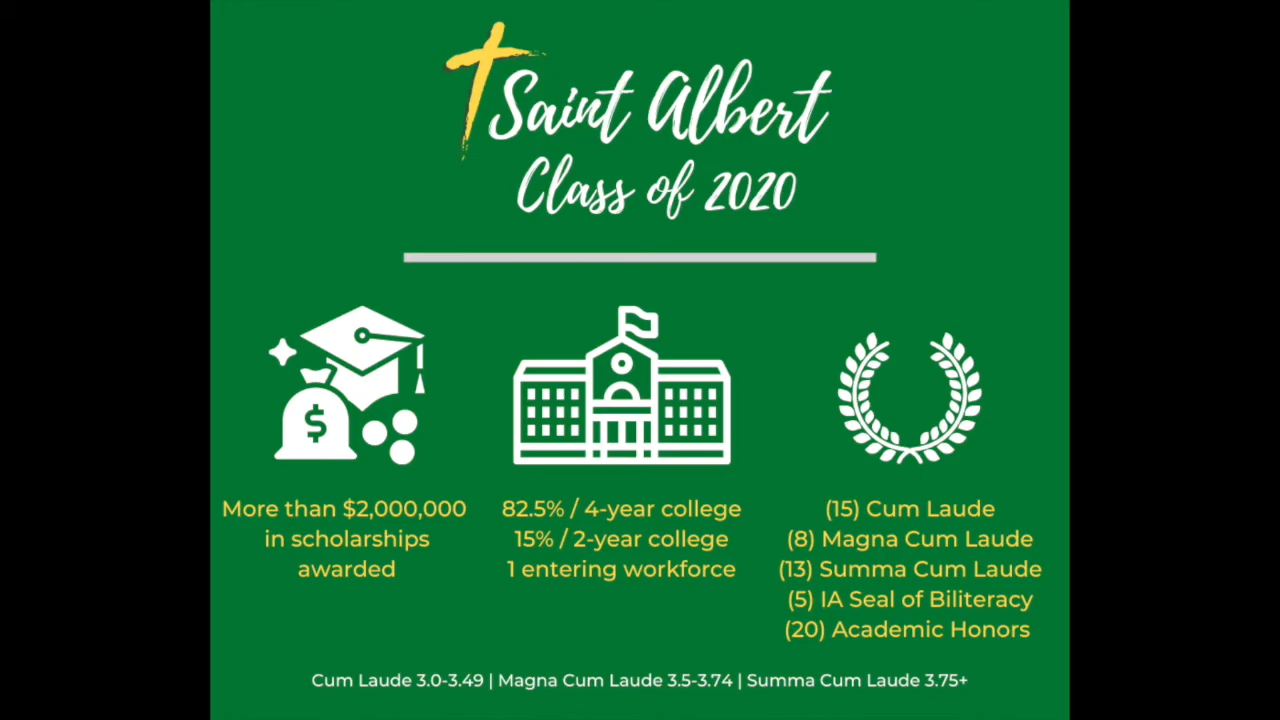 Saint Albert
Class of 2020
$
More than $2,000,000
in scholarships
awarded
82.5% / 4-year college
15% / 2-year college
1 entering workforce
(15) Cum Laude
(8) Magna Cum Laude
(13) Summa Cum Laude
(5) IA Seal of Biliteracy
(20) Academic Honors
Cum Laude 3.0-3.49 | Magna Cum Laude 3.5-3.74 | Summa Cum Laude 3.75+